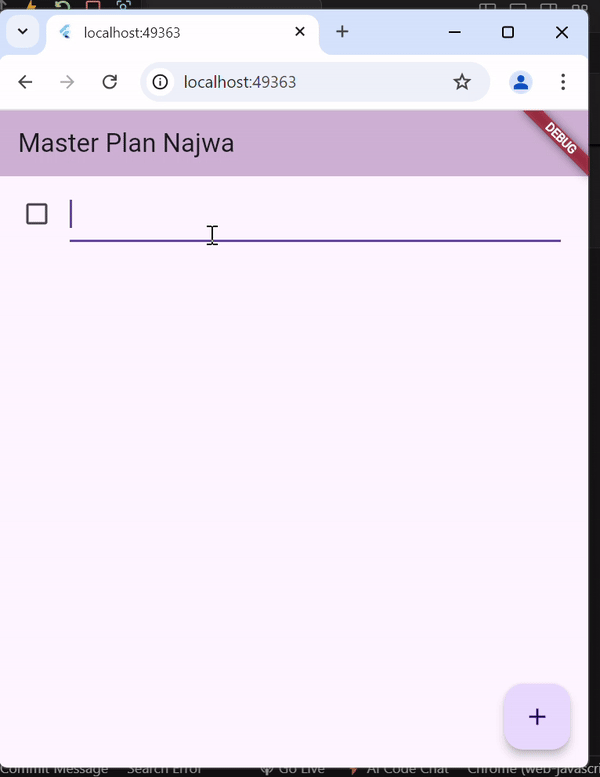 localhost:49363
localhost:49363
Master Plan Najwa
DEBUG
Commit Message Search Error Go Live AI Code Chat Chrome (web-javascri